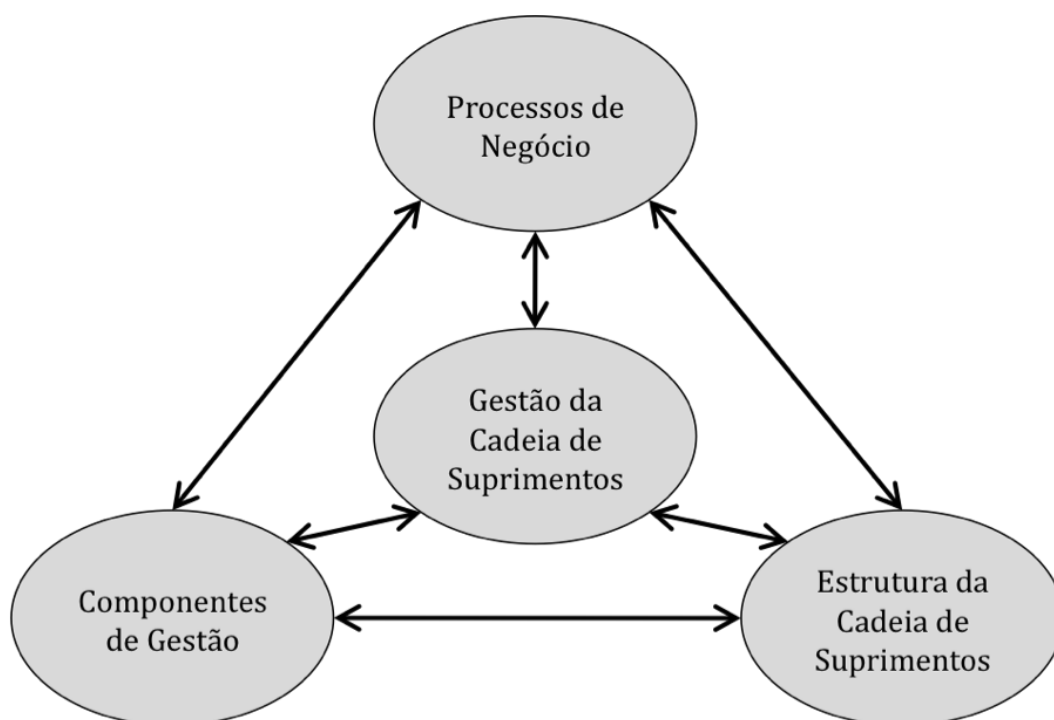 Processos de
Negócio
Gestão da
Cadeia de
Suprimentos
Componentes
de Gestão
Estrutura da
Cadeia de
Suprimentos